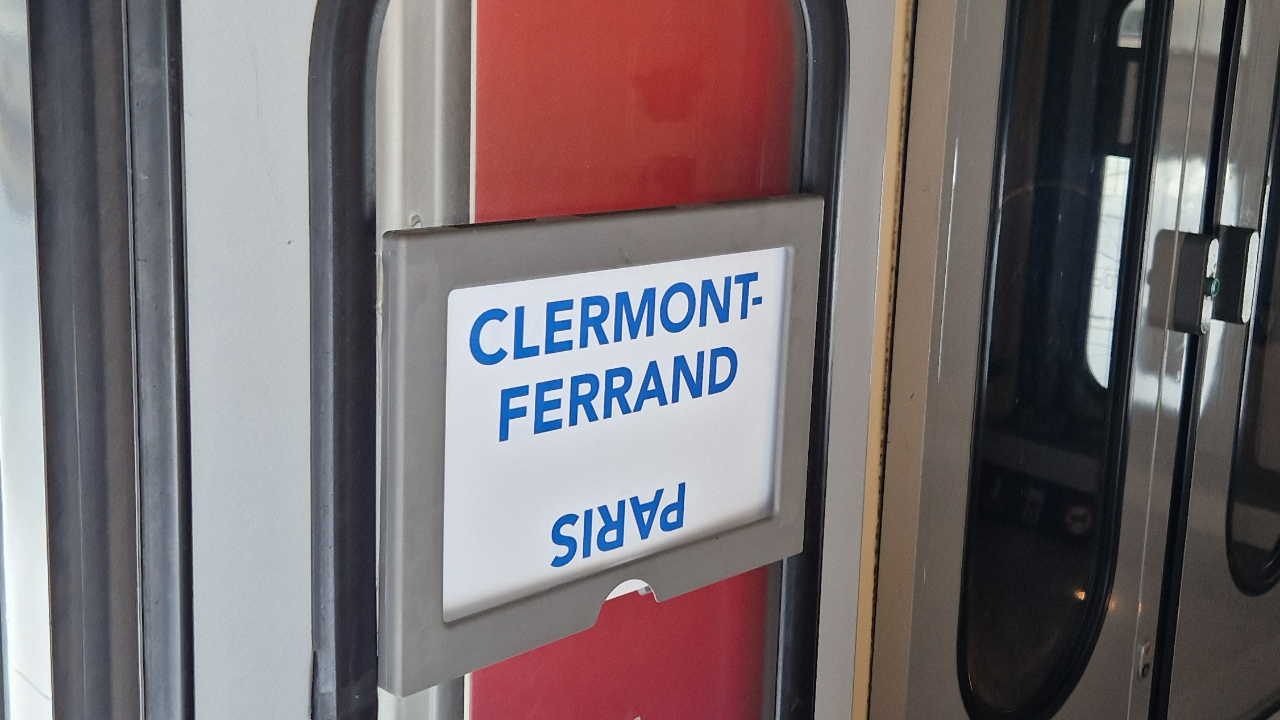 CLERMONT-
FERRAND
PARIS